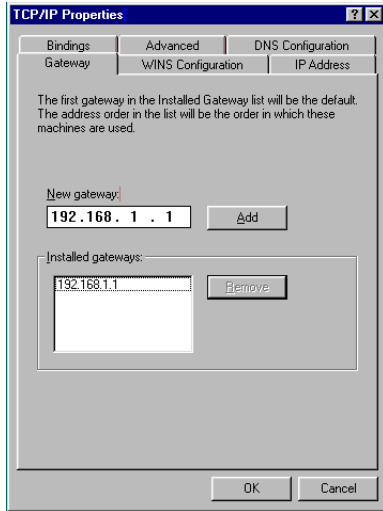 TCP/IP Properties
Bindings Advanced DNS Configuration
Gateway WINS Configuration IP Address
The first gateway in the Installed Gateway list will be the default.
The address order in the list will be the order in which these
machines are used.
New gateway:
192.168. 1 . 1 Add
Installed gateways:
192.168.1.1 Remove
OK Cancel